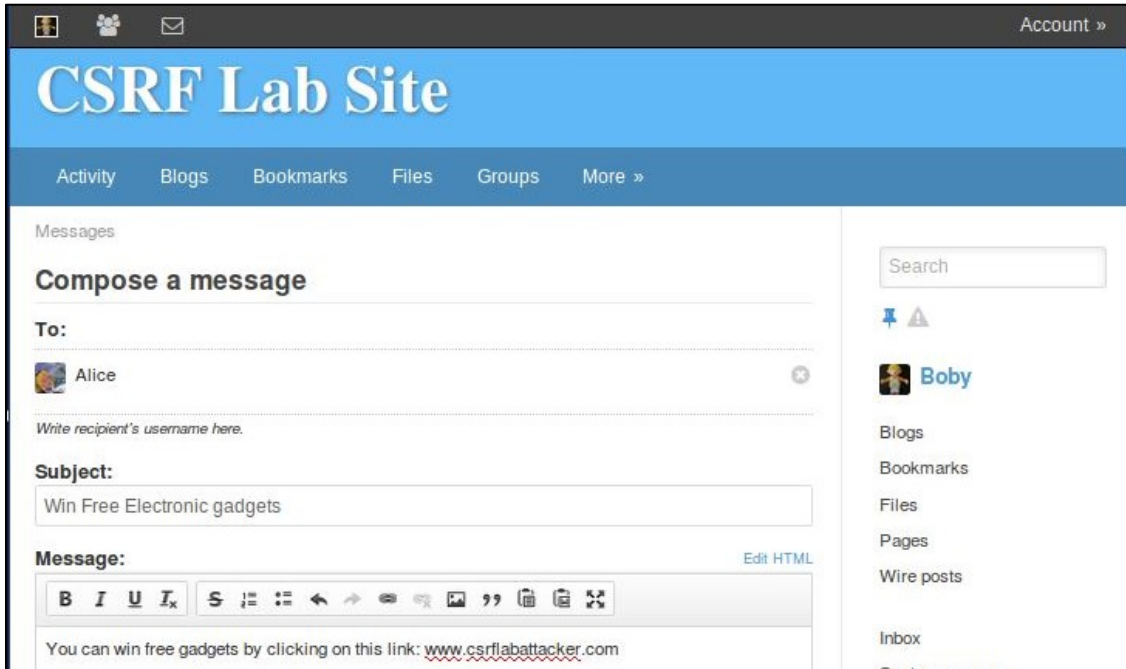 Account »
CSRF Lab Site
Activity Blogs Bookmarks Files Groups More »
Messages
Compose a message
To:
Alice
Write recipient's username here.
Subject:
Win Free Electronic gadgets
Message: Edit HTML
B I U Tx S
You can win free gadgets by clicking on this link: www.csrflabattacker.com
Search
Boby
Blogs
Bookmarks
Files
Pages
Wire posts
Inbox